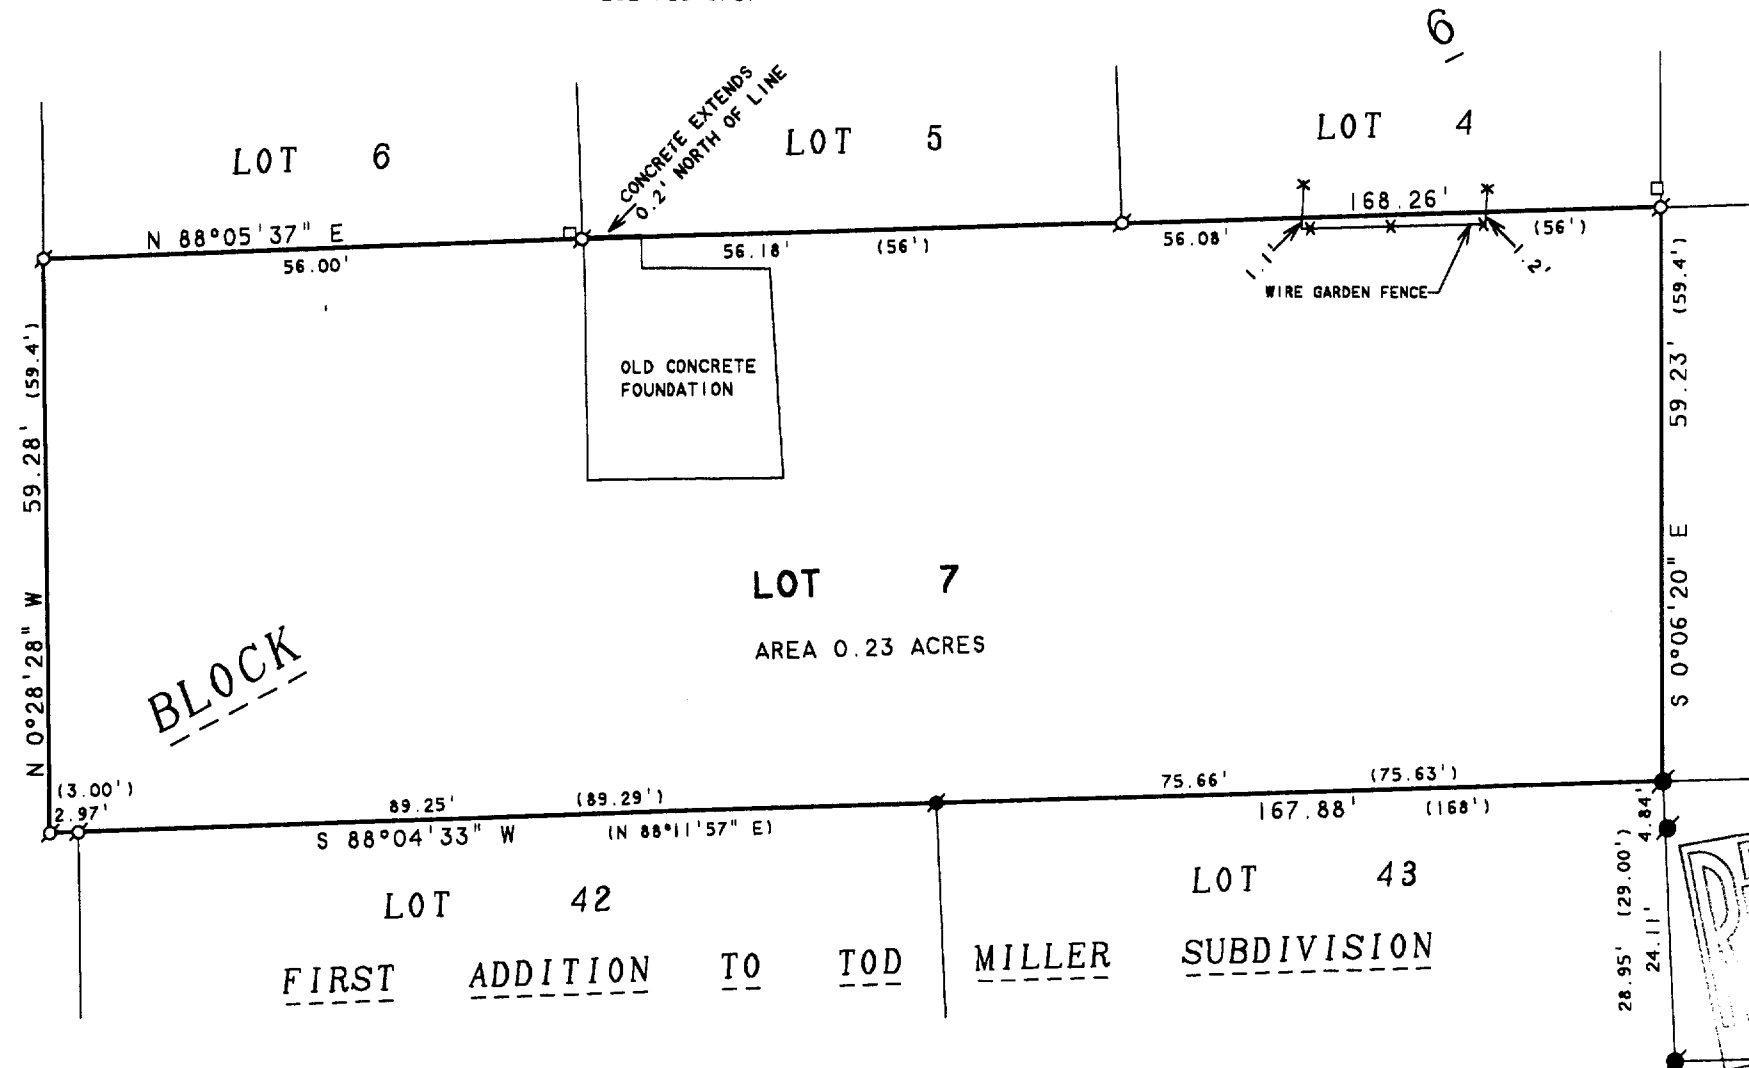 6
CONCRETE EXTENDS
0.2' NORTH OF LINE
LOT 6
LOT 5
LOT 4
N 88°05'37" E
168.26'
56.00'
56.18' (56')
56.08'
(56')
1.1'
1.2'
WIRE GARDEN FENCE
59.28' (59.4')
N 0°28'28" W
(59.4')
59.23'
S 0°06'20" E
OLD CONCRETE
FOUNDATION
LOT 7
AREA 0.23 ACRES
BLOCK
(3.00')
2.97'
89.25' (89.29')
75.66' (75.63')
S 88°04'33" W (N 88°11'57" E)
167.88' (168')
4.84'
28.95' (29.00')
24.11'
LOT 42
LOT 43
FIRST ADDITION TO TOD MILLER SUBDIVISION